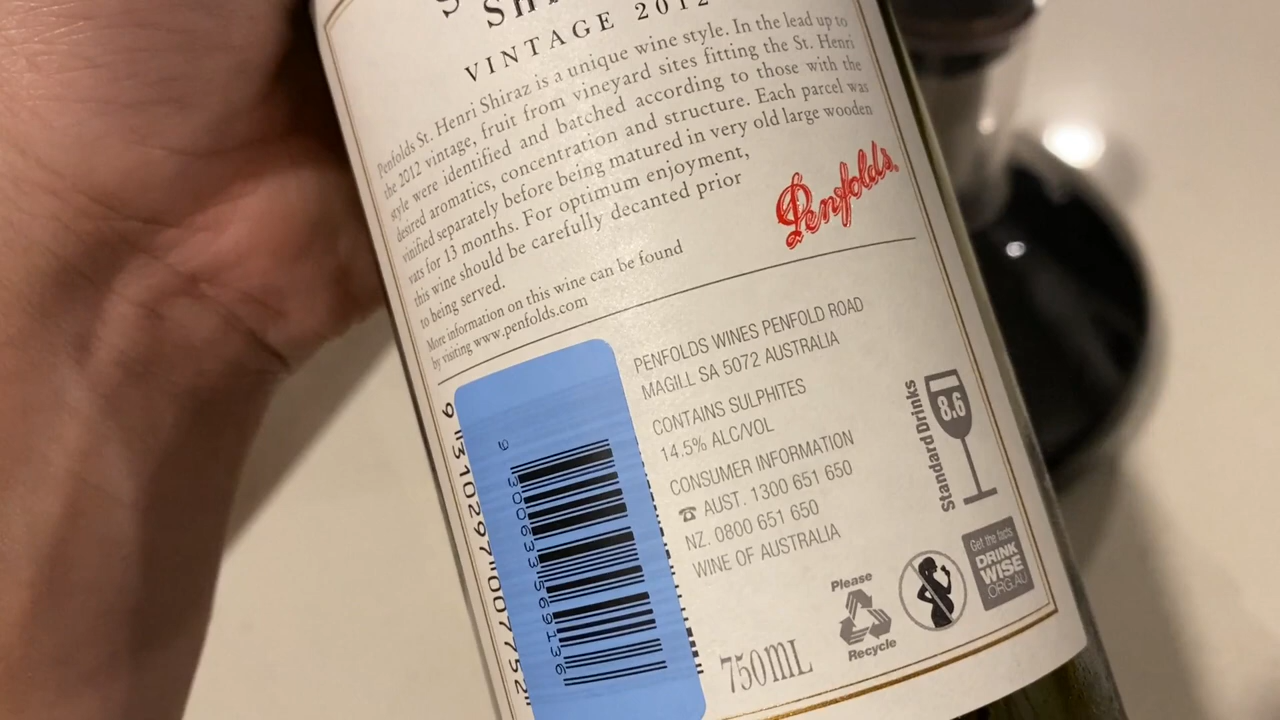 VINTAGE 2012
Penfolds St. Henri Shiraz is a unique wine style. In the lead up to
the 2012 vintage, fruit from vineyard sites fitting the St. Henri
style were identified and batched according to those with the
desired aromatics, concentration and structure. Each parcel was
vinified separately before being matured in very old large wooden
vats for 13 months. For optimum enjoyment,
this wine should be carefully decanted prior
to being served.
Penfolds.
More information on this wine can be found
by visiting www.penfolds.com
PENFOLDS WINES PENFOLD ROAD
MAGILL SA 5072 AUSTRALIA
CONTAINS SULPHITES
14.5% ALC/VOL
CONSUMER INFORMATION
☎ AUST. 1300 651 650
NZ. 0800 651 650
WINE OF AUSTRALIA
750ML
9 310297 007752
9 300633 569136
Standard Drinks
8.6
Please
Recycle
Get the facts
DRINK
WISE
.ORG.AU